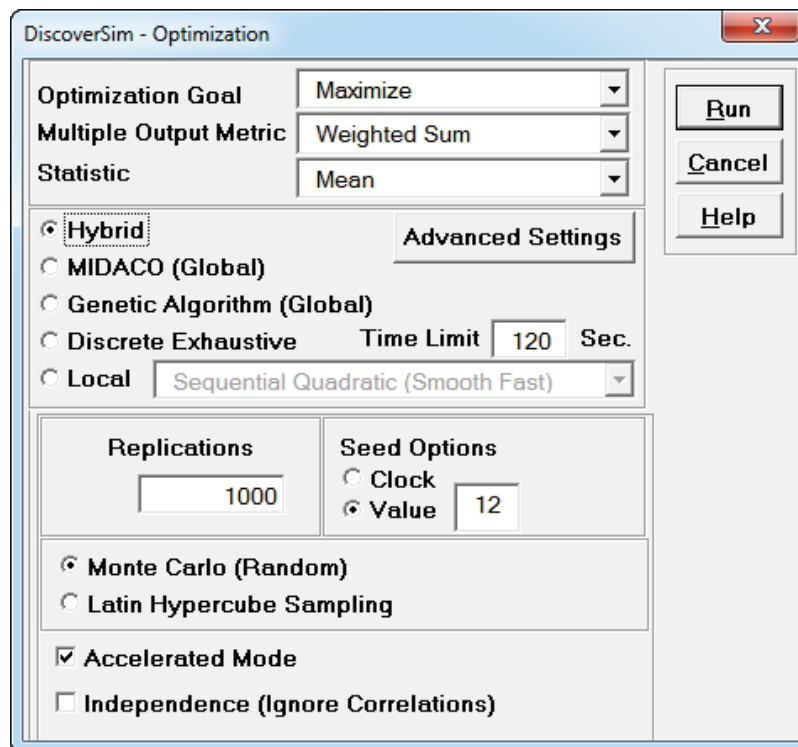 DiscoverSim - Optimization
Optimization Goal Maximize
Multiple Output Metric Weighted Sum
Statistic Mean
Run
Cancel
Help
Hybrid Advanced Settings
MIDACO (Global)
Genetic Algorithm (Global)
Discrete Exhaustive Time Limit 120 Sec.
Local Sequential Quadratic (Smooth Fast)
Replications
1000
Seed Options
Clock
Value 12
Monte Carlo (Random)
Latin Hypercube Sampling
Accelerated Mode
Independence (Ignore Correlations)